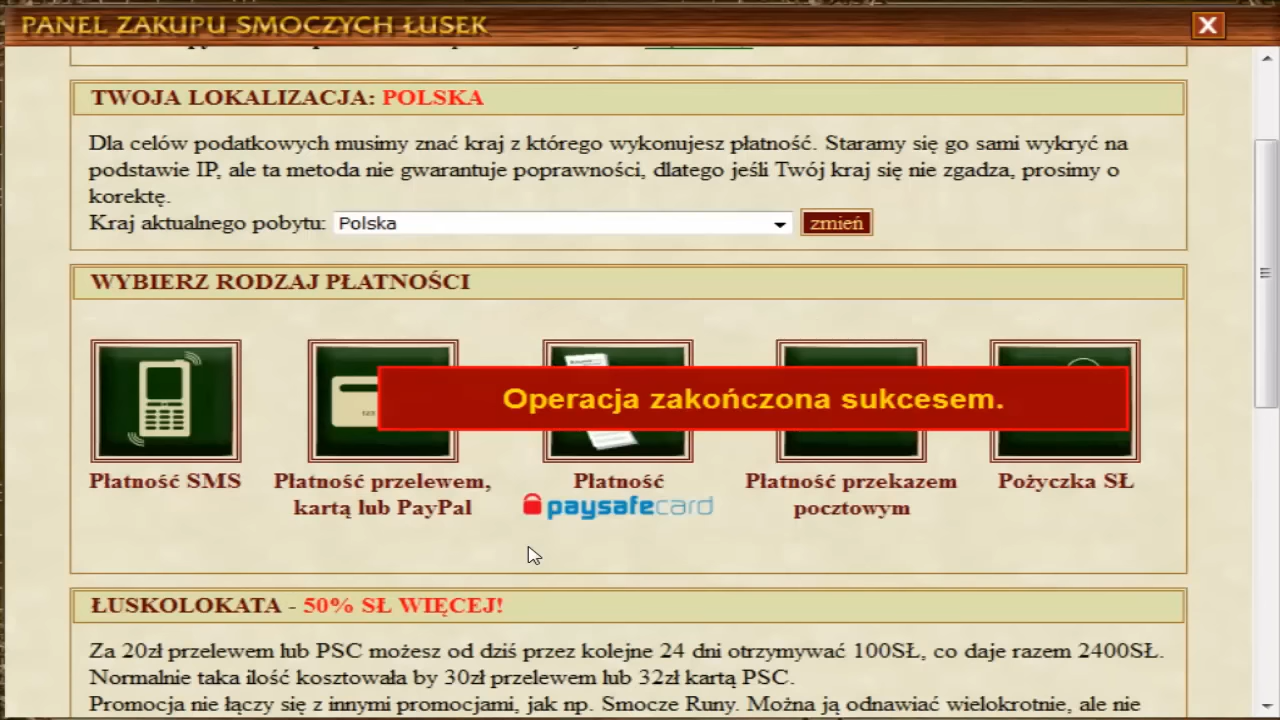 PANEL ZAKUPU SMOCZYCH ŁUSEK
X
TWOJA LOKALIZACJA: POLSKA
Dla celów podatkowych musimy znać kraj z którego wykonujesz płatność. Staramy się go sami wykryć na
podstawie IP, ale ta metoda nie gwarantuje poprawności, dlatego jeśli Twój kraj się nie zgadza, prosimy o
korektę.
Kraj aktualnego pobytu: Polska zmień
WYBIERZ RODZAJ PŁATNOŚCI
Operacja zakończona sukcesem.
Płatność SMS
Płatność przelewem,
kartą lub PayPal
Płatność
paysafecard
Płatność przekazem
pocztowym
Pożyczka SŁ
ŁUSKOLOKATA - 50% SŁ WIĘCEJ!
Za 20zł przelewem lub PSC możesz od dziś przez kolejne 24 dni otrzymywać 100SŁ, co daje razem 2400SŁ.
Normalnie taka ilość kosztowała by 30zł przelewem lub 32zł kartą PSC.
Promocja nie łączy się z innymi promocjami, jak np. Smocze Runy. Można ją odnawiać wielokrotnie, ale nie